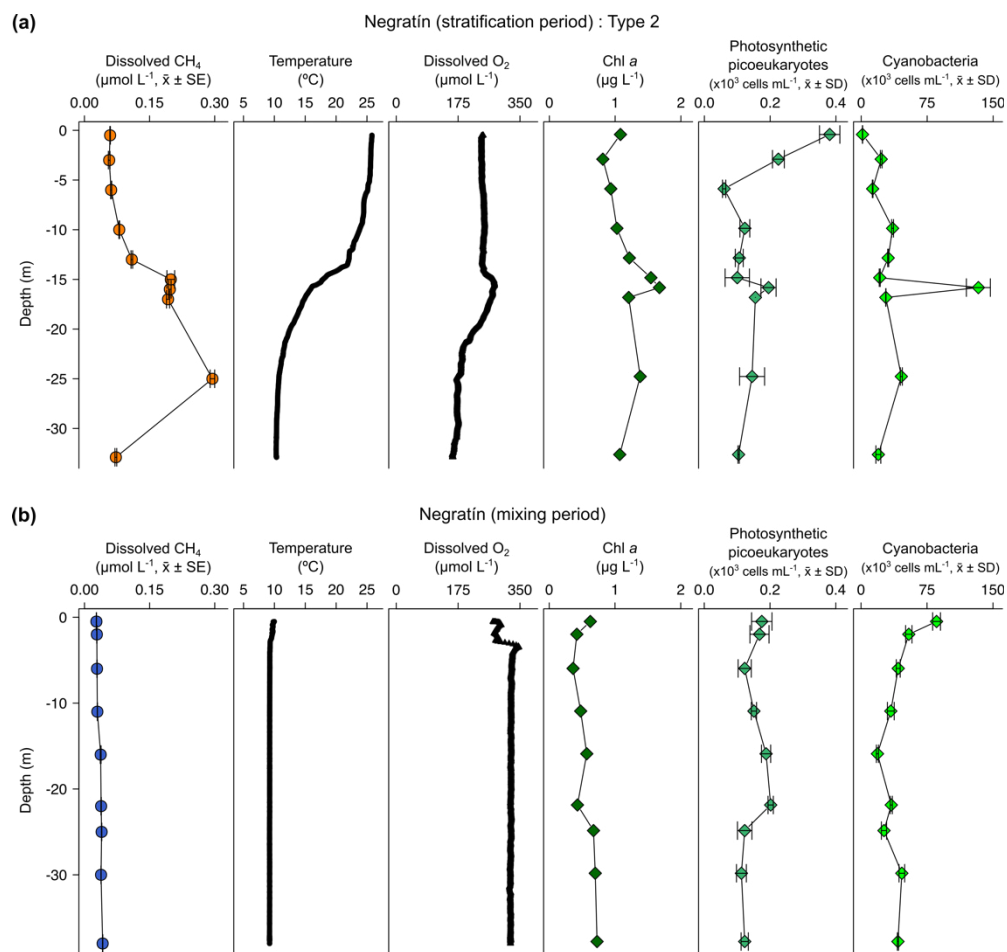 (a)
Negratín (stratification period) : Type 2
Dissolved CH₄
(µmol L⁻¹, x̄ ± SE)
Temperature
(ºC)
Dissolved O₂
(µmol L⁻¹)
Chl a
(µg L⁻¹)
Photosynthetic
picoeukaryotes
(x10³ cells mL⁻¹, x̄ ± SD)
Cyanobacteria
(x10³ cells mL⁻¹, x̄ ± SD)
0.00 0.15 0.30
5 10 15 20 25
0 175 350
0 1 2
0.0 0.2 0.4
0 75 150
Depth (m)
0
-5
-10
-15
-20
-25
-30
(b)
Negratín (mixing period)
Dissolved CH₄
(µmol L⁻¹, x̄ ± SE)
Temperature
(ºC)
Dissolved O₂
(µmol L⁻¹)
Chl a
(µg L⁻¹)
Photosynthetic
picoeukaryotes
(x10³ cells mL⁻¹, x̄ ± SD)
Cyanobacteria
(x10³ cells mL⁻¹, x̄ ± SD)
0.00 0.15 0.30
5 10 15 20 25
0 175 350
0 1 2
0.0 0.2 0.4
0 75 150
Depth (m)
0
-10
-20
-30